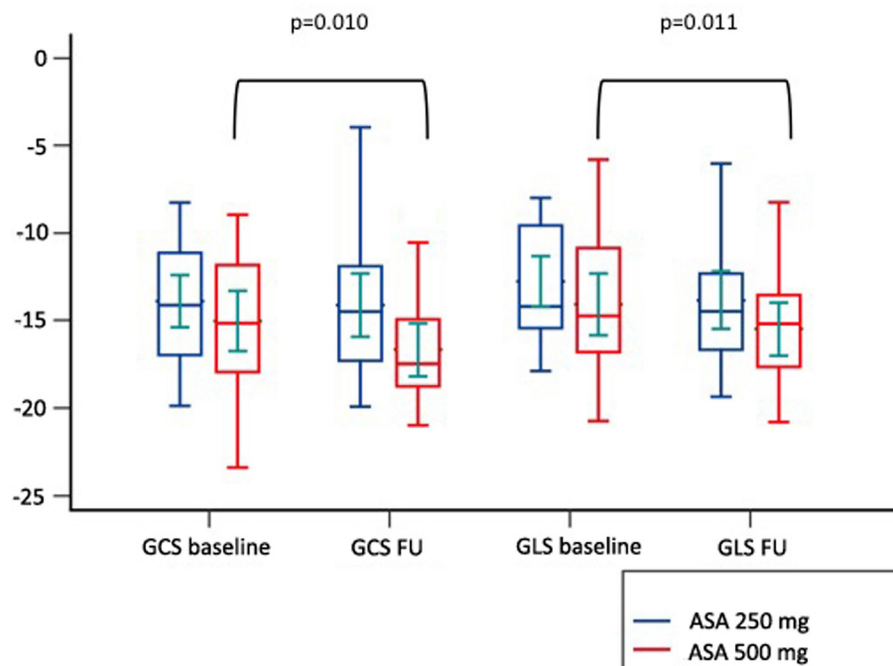 p=0.010 p=0.011
0
-5
-10
-15
-20
-25
GCS baseline GCS FU GLS baseline GLS FU
ASA 250 mg
ASA 500 mg